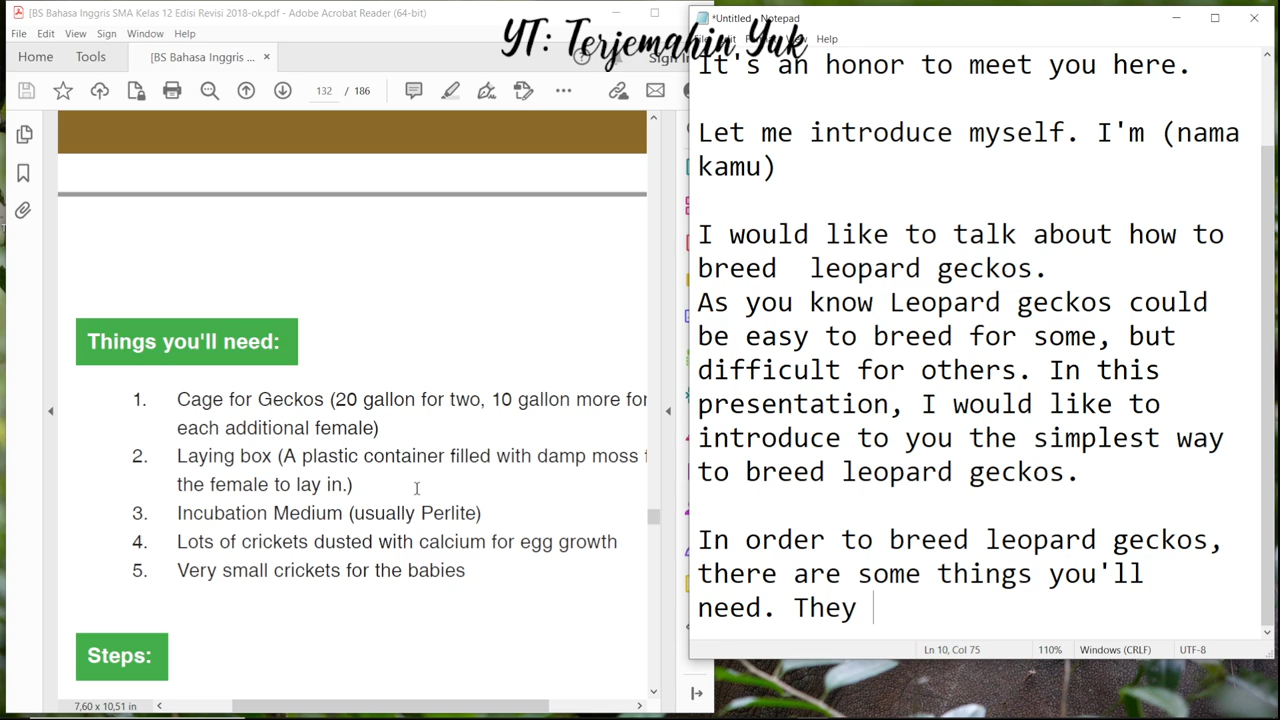 [BS Bahasa Inggris SMA Kelas 12 Edisi Revisi 2018-ok.pdf - Adobe Acrobat Reader (64-bit)
File Edit View Sign Window Help
Home Tools [BS Bahasa Inggris ... × Sign In
132 / 186
Things you'll need:
1. Cage for Geckos (20 gallon for two, 10 gallon more for
each additional female)
2. Laying box (A plastic container filled with damp moss f
the female to lay in.)
3. Incubation Medium (usually Perlite)
4. Lots of crickets dusted with calcium for egg growth
5. Very small crickets for the babies
Steps:
7,60 x 10,51 in
YT: Terjemahin Yuk
*Untitled - Notepad
Help
It's an honor to meet you here.
Let me introduce myself. I'm (nama
kamu)
I would like to talk about how to
breed leopard geckos.
As you know Leopard geckos could
be easy to breed for some, but
difficult for others. In this
presentation, I would like to
introduce to you the simplest way
to breed leopard geckos.
In order to breed leopard geckos,
there are some things you'll
need. They
Ln 10, Col 75 110% Windows (CRLF) UTF-8